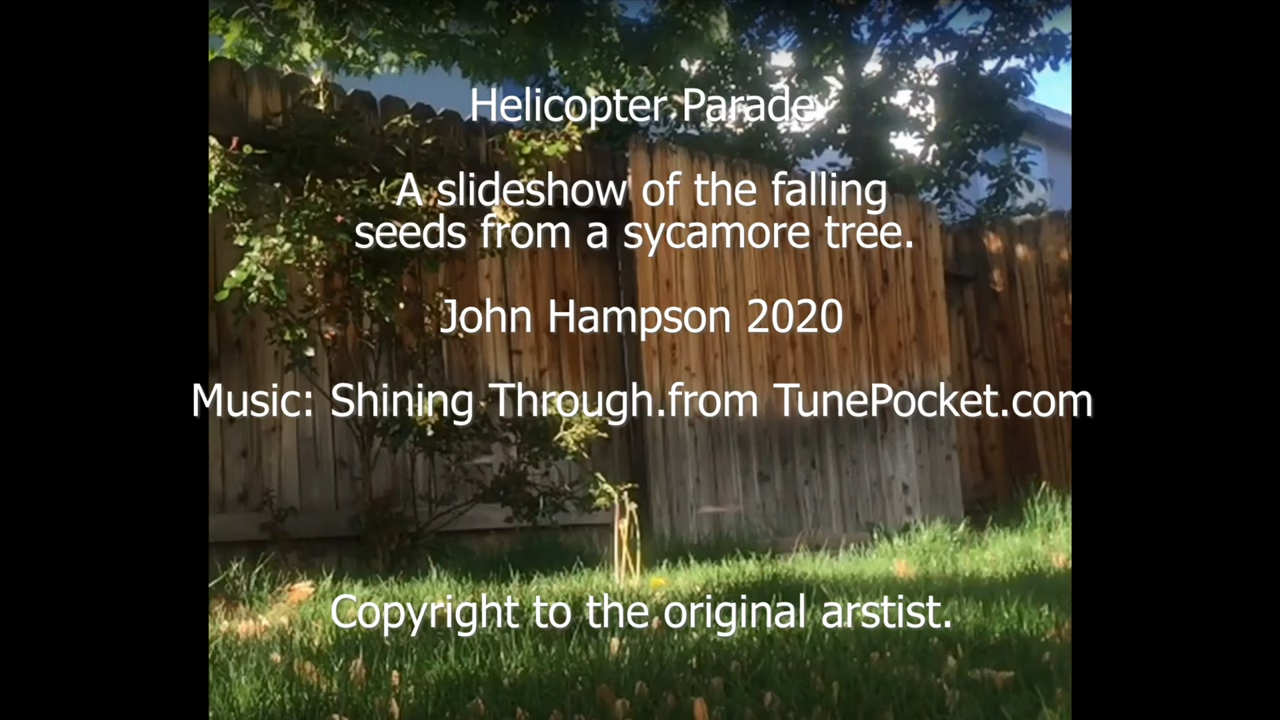 Helicopter Parade
A slideshow of the falling
seeds from a sycamore tree.
John Hampson 2020
Music: Shining Through.from TunePocket.com
Copyright to the original arstist.